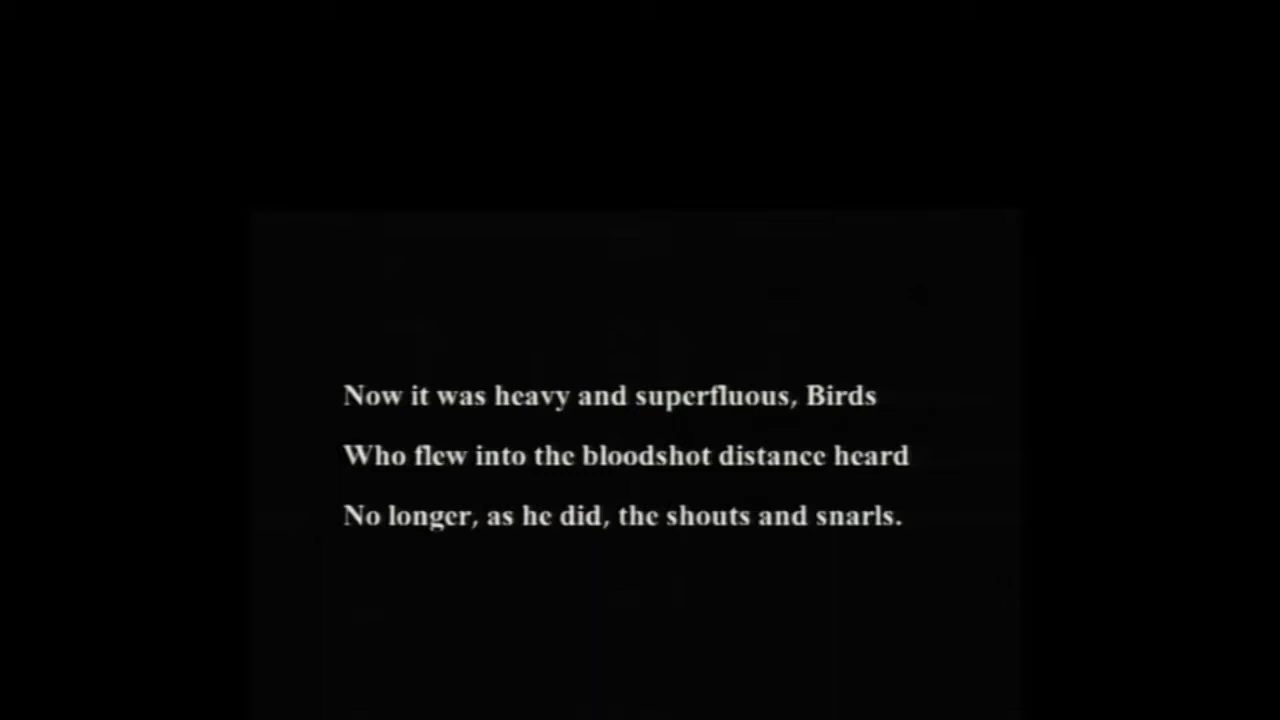 Now it was heavy and superfluous, Birds
Who flew into the bloodshot distance heard
No longer, as he did, the shouts and snarls.